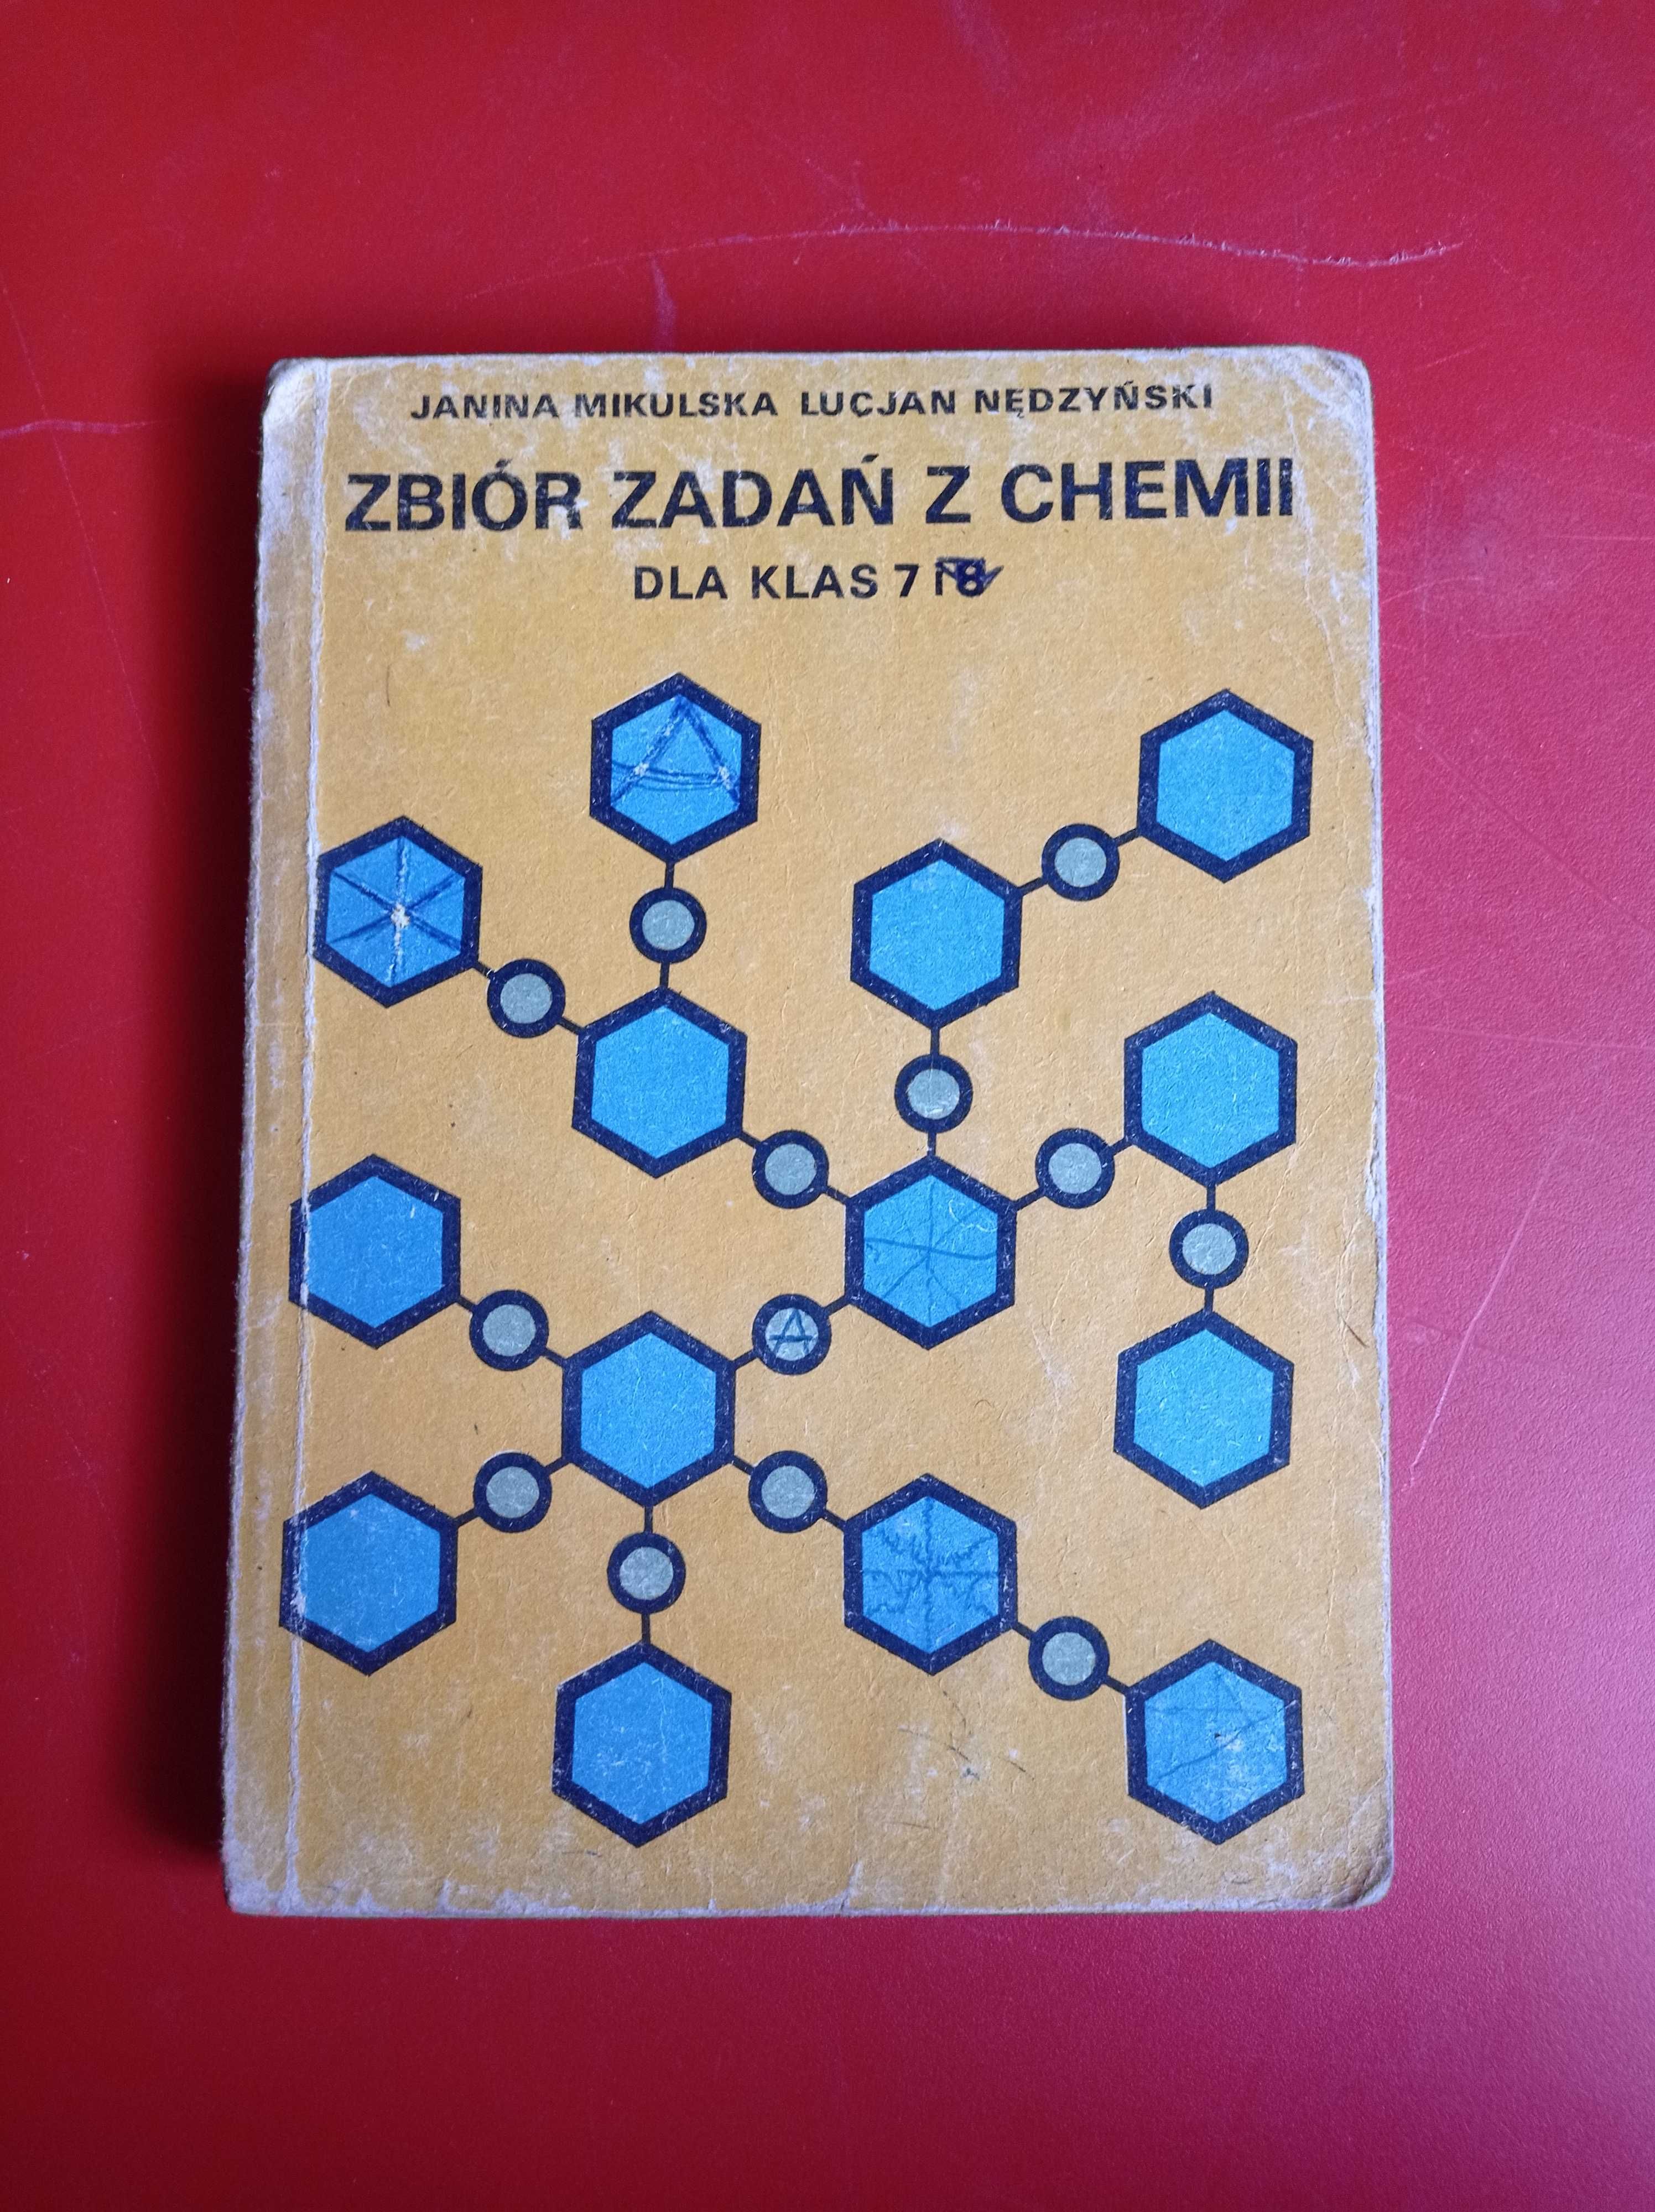 JANINA MIKULSKA LUCJAN NĘDZYŃSKI
ZBIÓR ZADAŃ Z CHEMII
DLA KLAS 7 i 8
A
A